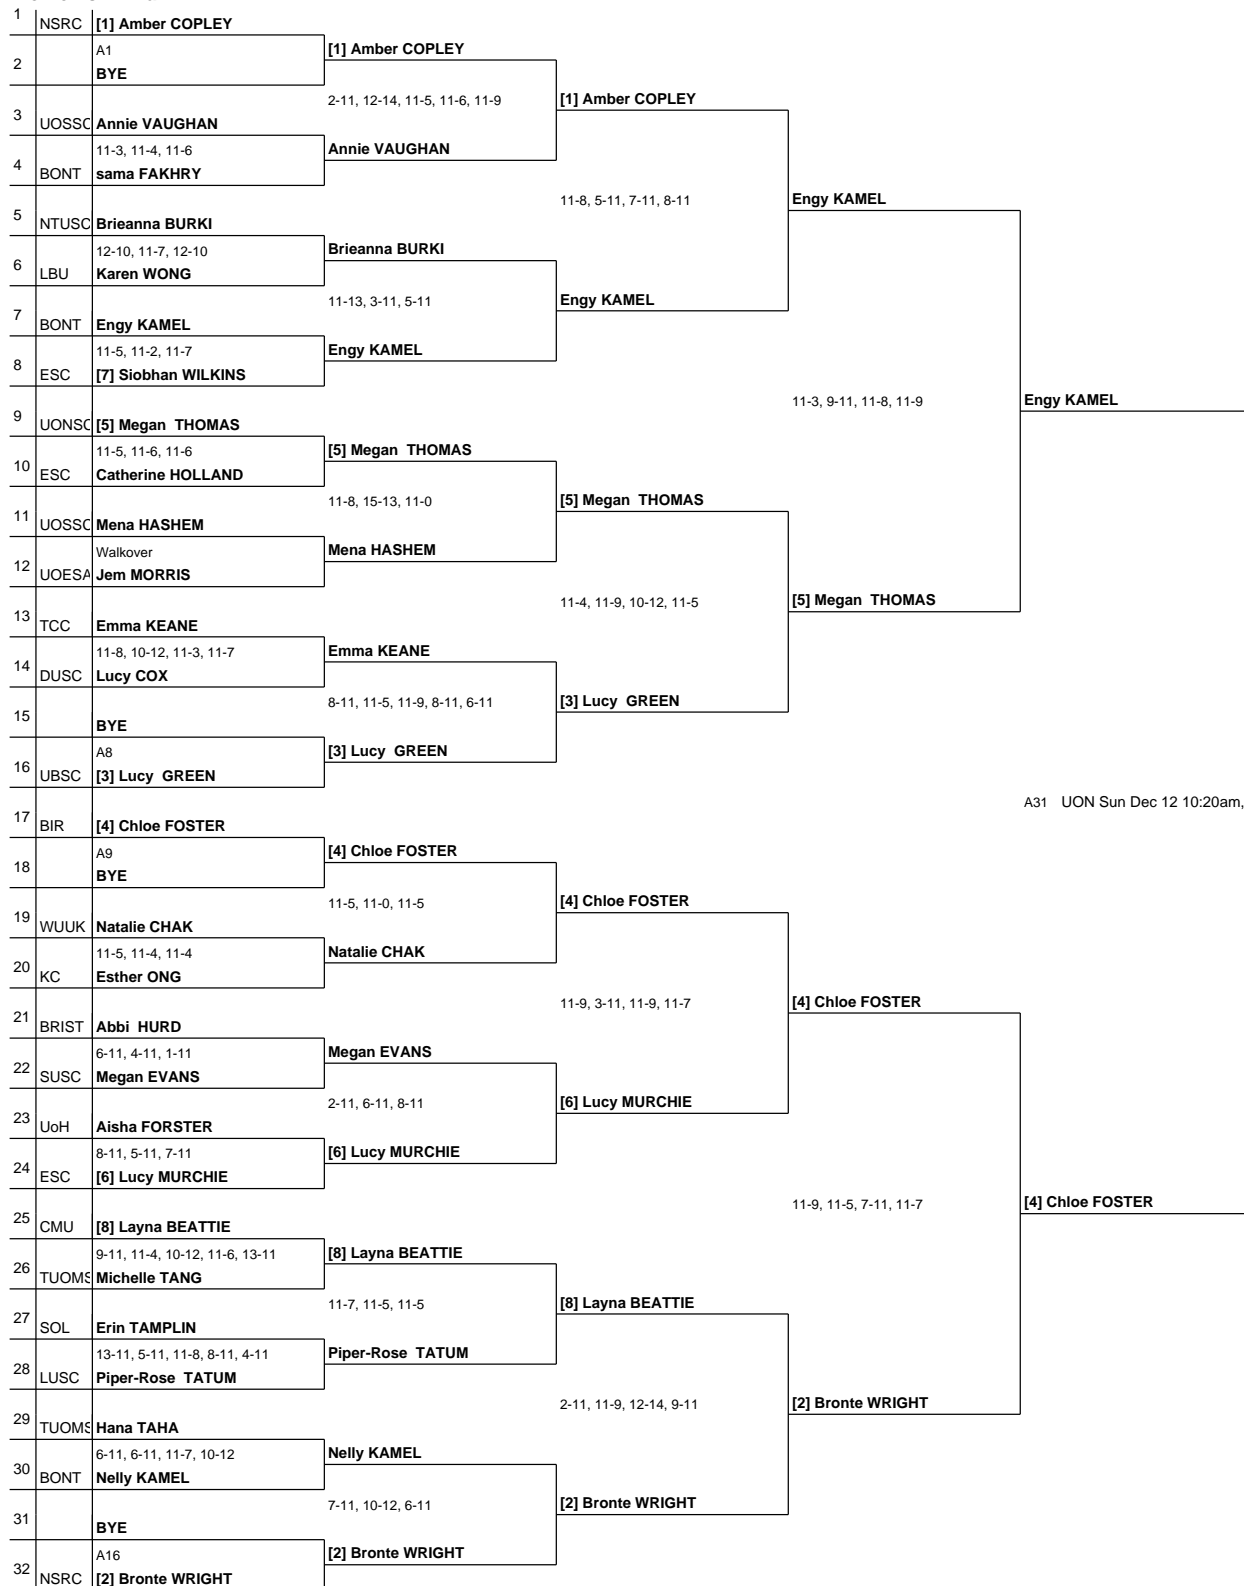 1 NSRC [1] Amber COPLEY
A1 [1] Amber COPLEY
2 BYE
2-11, 12-14, 11-5, 11-6, 11-9 [1] Amber COPLEY
3 UOSSC Annie VAUGHAN
11-3, 11-4, 11-6 Annie VAUGHAN
4 BONT sama FAKHRY
11-8, 5-11, 7-11, 8-11 Engy KAMEL
5 NTUSC Brieanna BURKI
12-10, 11-7, 12-10 Brieanna BURKI
6 LBU Karen WONG
11-13, 3-11, 5-11 Engy KAMEL
7 BONT Engy KAMEL
11-5, 11-2, 11-7 Engy KAMEL
8 ESC [7] Siobhan WILKINS
11-3, 9-11, 11-8, 11-9 Engy KAMEL
9 UONSC [5] Megan THOMAS
11-5, 11-6, 11-6 [5] Megan THOMAS
10 ESC Catherine HOLLAND
11-8, 15-13, 11-0 [5] Megan THOMAS
11 UOSSC Mena HASHEM
Walkover Mena HASHEM
12 UOESA Jem MORRIS
11-4, 11-9, 10-12, 11-5 [5] Megan THOMAS
13 TCC Emma KEANE
11-8, 10-12, 11-3, 11-7 Emma KEANE
14 DUSC Lucy COX
8-11, 11-5, 11-9, 8-11, 6-11 [3] Lucy GREEN
15 BYE
A8 [3] Lucy GREEN
16 UBSC [3] Lucy GREEN
A31 UON Sun Dec 12 10:20am,
17 BIR [4] Chloe FOSTER
A9 [4] Chloe FOSTER
18 BYE
11-5, 11-0, 11-5 [4] Chloe FOSTER
19 WUUK Natalie CHAK
11-5, 11-4, 11-4 Natalie CHAK
20 KC Esther ONG
11-9, 3-11, 11-9, 11-7 [4] Chloe FOSTER
21 BRIST Abbi HURD
6-11, 4-11, 1-11 Megan EVANS
22 SUSC Megan EVANS
2-11, 6-11, 8-11 [6] Lucy MURCHIE
23 UoH Aisha FORSTER
8-11, 5-11, 7-11 [6] Lucy MURCHIE
24 ESC [6] Lucy MURCHIE
11-9, 11-5, 7-11, 11-7 [4] Chloe FOSTER
25 CMU [8] Layna BEATTIE
9-11, 11-4, 10-12, 11-6, 13-11 [8] Layna BEATTIE
26 TUOMS Michelle TANG
11-7, 11-5, 11-5 [8] Layna BEATTIE
27 SOL Erin TAMPLIN
13-11, 5-11, 11-8, 8-11, 4-11 Piper-Rose TATUM
28 LUSC Piper-Rose TATUM
2-11, 11-9, 12-14, 9-11 [2] Bronte WRIGHT
29 TUOMS Hana TAHA
6-11, 6-11, 11-7, 10-12 Nelly KAMEL
30 BONT Nelly KAMEL
7-11, 10-12, 6-11 [2] Bronte WRIGHT
31 BYE
A16 [2] Bronte WRIGHT
32 NSRC [2] Bronte WRIGHT